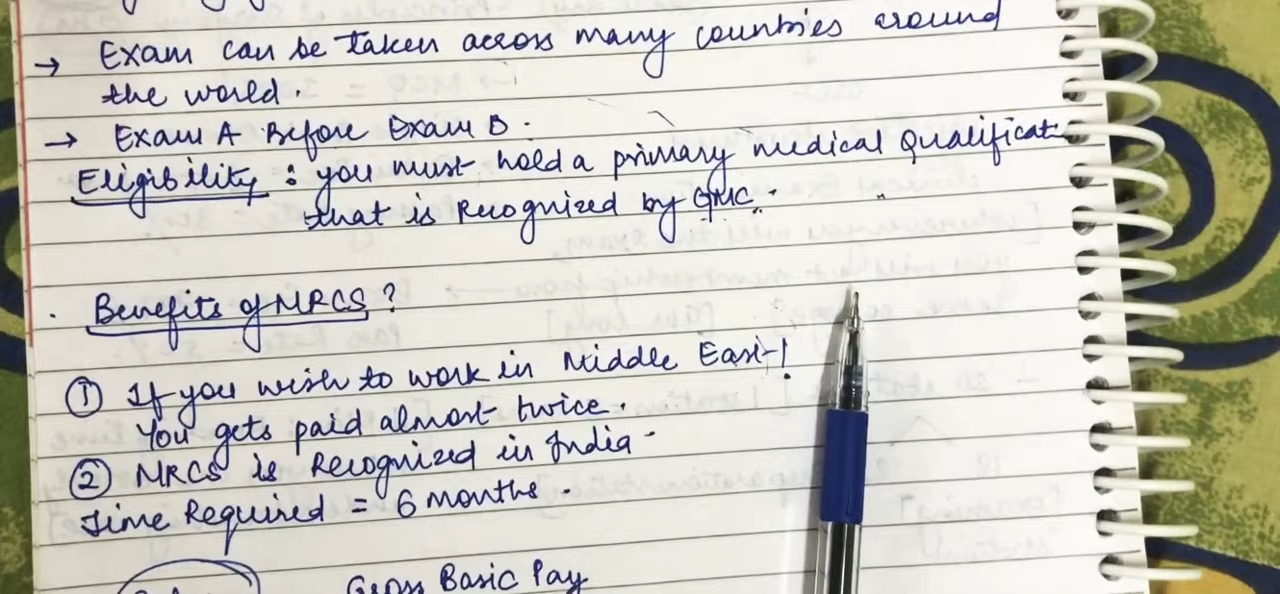 → Exam can be taken across many countries around
the world.
→ Exam A Before Exam B.
Eligibility : you must hold a primary medical Qualificat
that is Recognized by GMC.
Benefits of MRCS ?
① If you wish to work in Middle East!
You gets paid almost twice.
② MRCS is Recognized in India
Time Required = 6 months.
Gross Basic Pay